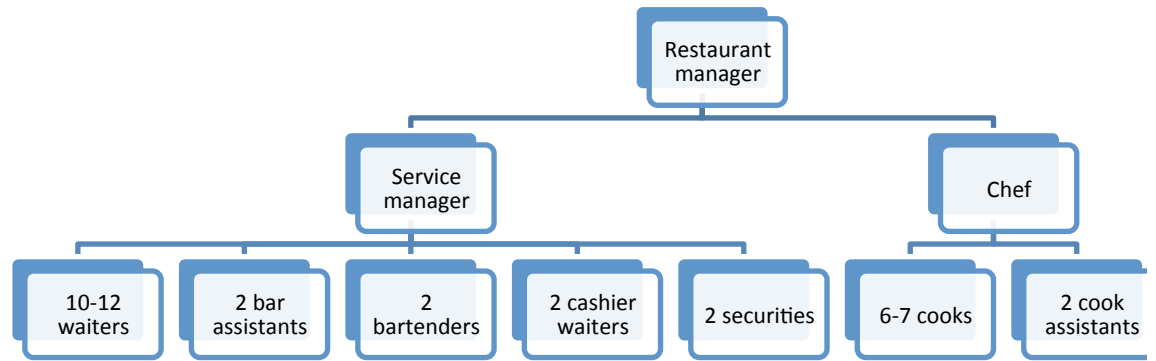 Restaurant
manager
Service
manager
Chef
10-12
waiters
2 bar
assistants
2
bartenders
2 cashier
waiters
2 securities
6-7 cooks
2 cook
assistants